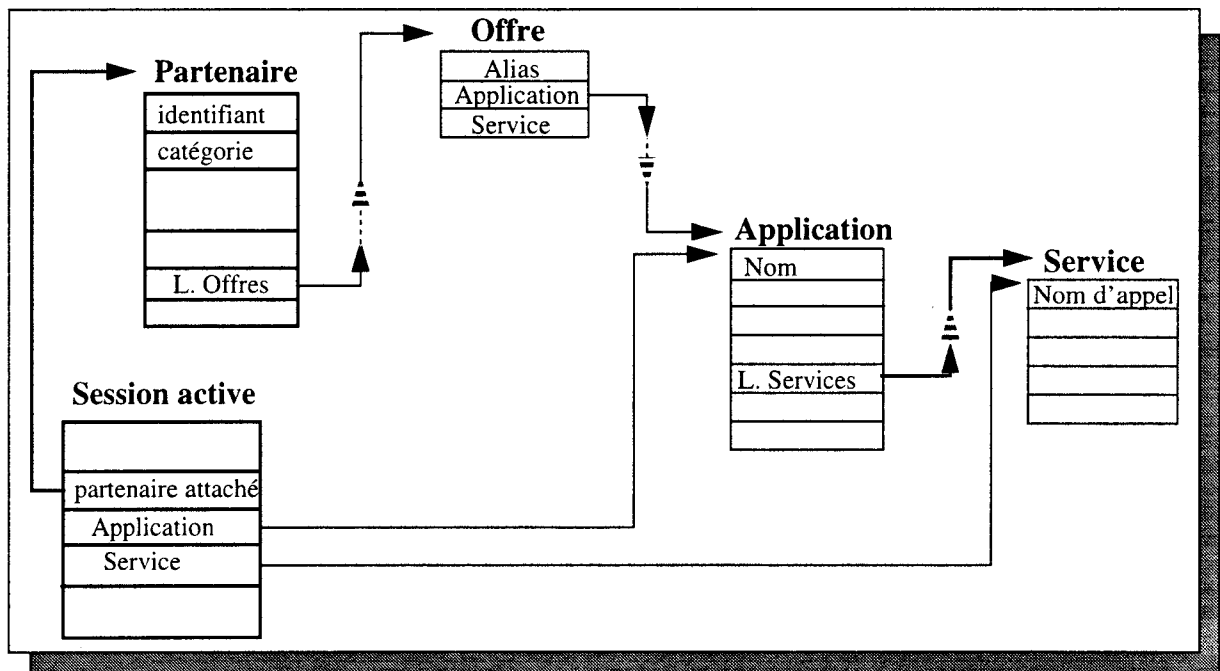 Offre
Alias
Application
Service
Partenaire
identifiant
catégorie
L. Offres
Application
Nom
L. Services
Service
Nom d'appel
Session active
partenaire attaché
Application
Service